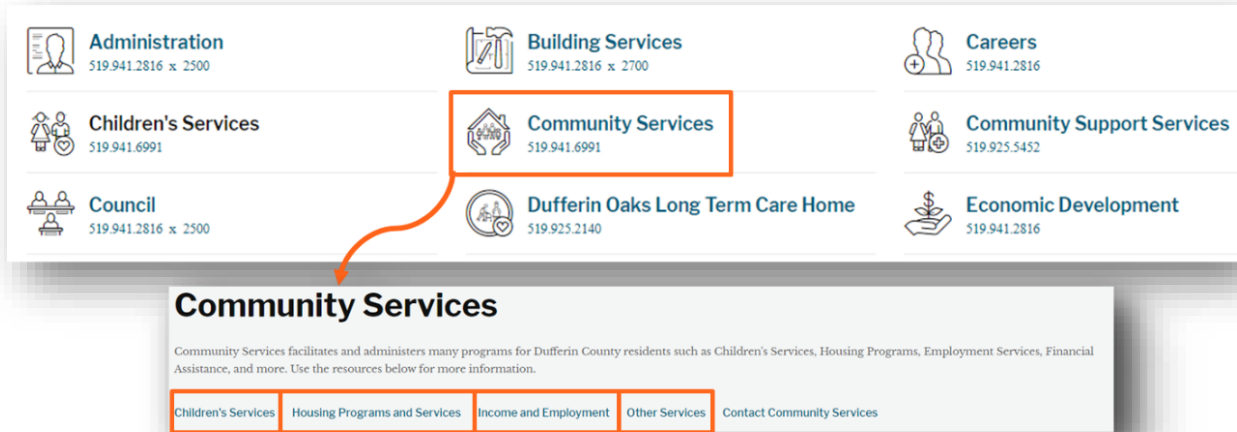 Administration
519.941.2816 x 2500
Building Services
519.941.2816 x 2700
Careers
519.941.2816
Children's Services
519.941.6991
Community Services
519.941.6991
Community Support Services
519.925.5452
Council
519.941.2816 x 2500
Dufferin Oaks Long Term Care Home
519.925.2140
Economic Development
519.941.2816
Community Services
Community Services facilitates and administers many programs for Dufferin County residents such as Children's Services, Housing Programs, Employment Services, Financial
Assistance, and more. Use the resources below for more information.
Children's Services Housing Programs and Services Income and Employment Other Services Contact Community Services